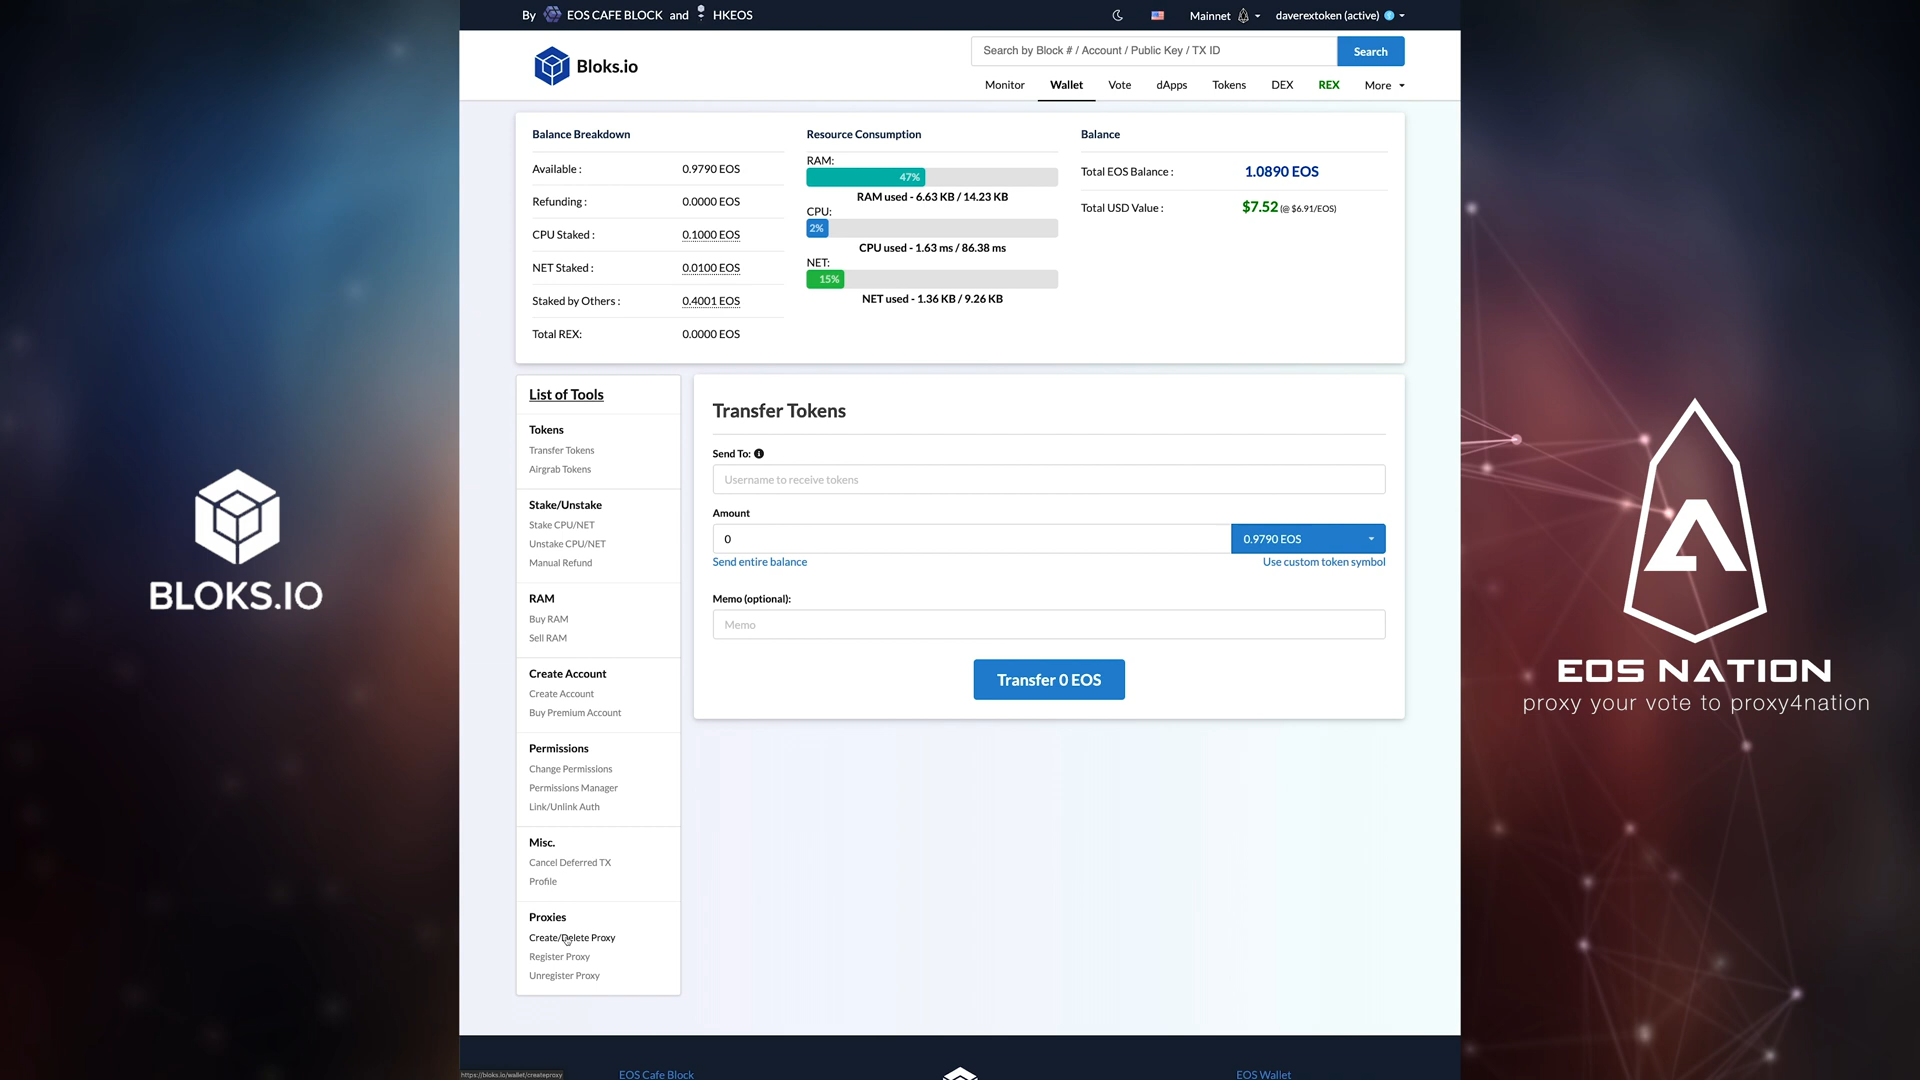 By EOS CAFE BLOCK and HKEOS
Mainnet
daverextoken (active)
Bloks.io
Search by Block # / Account / Public Key / TX ID
Search
Monitor
Wallet
Vote
dApps
Tokens
DEX
REX
More
Balance Breakdown
Available : 0.9790 EOS
Refunding : 0.0000 EOS
CPU Staked : 0.1000 EOS
NET Staked : 0.0100 EOS
Staked by Others : 0.4001 EOS
Total REX: 0.0000 EOS
Resource Consumption
RAM:
47%
RAM used - 6.63 KB / 14.23 KB
CPU:
2%
CPU used - 1.63 ms / 86.38 ms
NET:
15%
NET used - 1.36 KB / 9.26 KB
Balance
Total EOS Balance : 1.0890 EOS
Total USD Value : $7.52 (@ $6.91/EOS)
List of Tools
Tokens
Transfer Tokens
Airgrab Tokens
Stake/Unstake
Stake CPU/NET
Unstake CPU/NET
Manual Refund
RAM
Buy RAM
Sell RAM
Create Account
Create Account
Buy Premium Account
Permissions
Change Permissions
Permissions Manager
Link/Unlink Auth
Misc.
Cancel Deferred TX
Profile
Proxies
Create/Delete Proxy
Register Proxy
Unregister Proxy
Transfer Tokens
Send To:
Username to receive tokens
Amount
0
0.9790 EOS
Send entire balance
Use custom token symbol
Memo (optional):
Memo
Transfer 0 EOS
BLOKS.IO
EOS NATION
proxy your vote to proxy4nation
https://bloks.io/wallet/createproxy
EOS Cafe Block
EOS Wallet